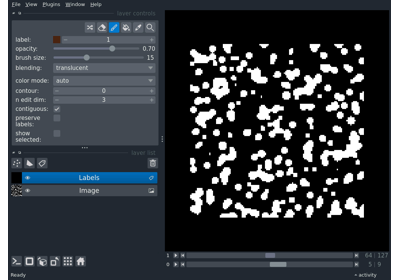 File View Plugins Window Help
layer controls
label: 1
opacity: 0.70
brush size: 15
blending: translucent
color mode: auto
contour: 0
n edit dim: 3
contiguous:
preserve
labels:
show
selected:
layer list
Labels
Image
1 64 127
0 5 9
Ready activity